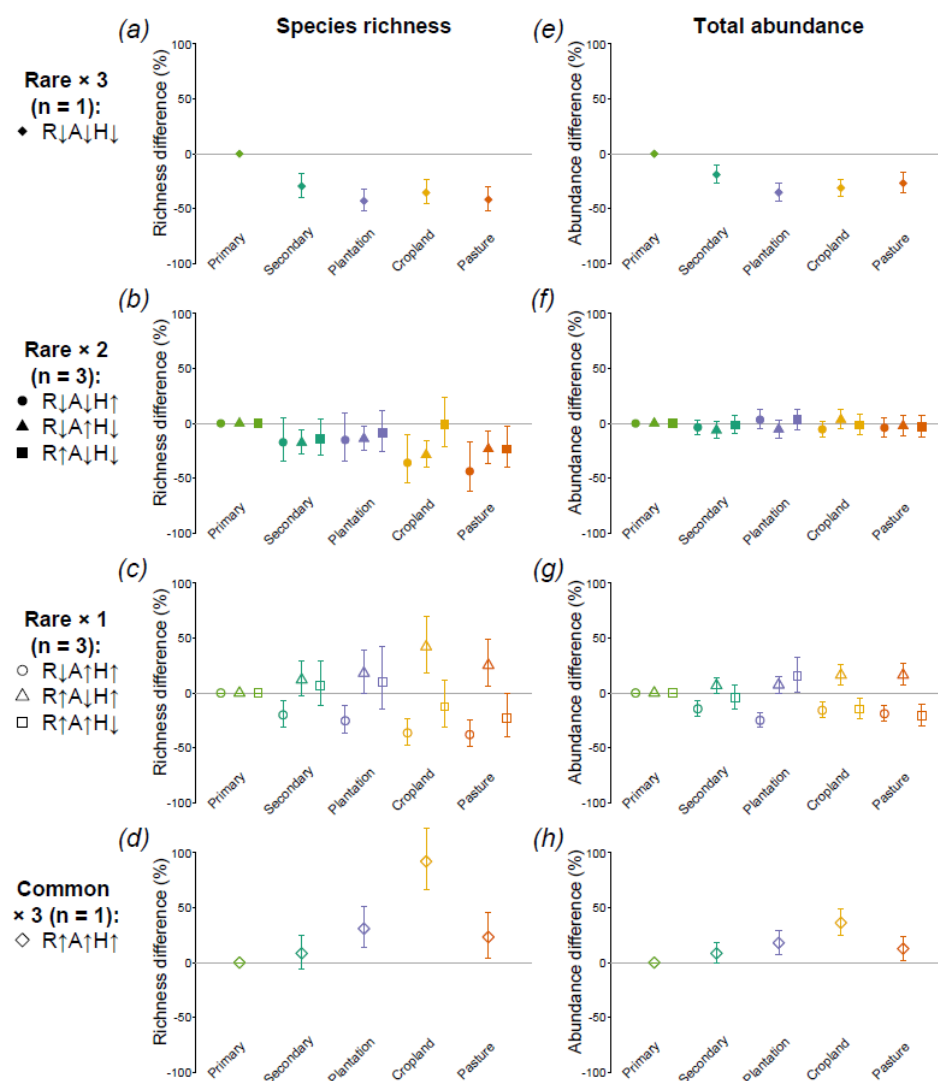 Species richness
Total abundance
(a)
Rare × 3
(n = 1):
R↓A↓H↓
Richness difference (%)
100
50
0
-50
-100
Primary
Secondary
Plantation
Cropland
Pasture
(e)
Abundance difference (%)
100
50
0
-50
-100
Primary
Secondary
Plantation
Cropland
Pasture
(b)
Rare × 2
(n = 3):
R↓A↓H↑
R↓A↑H↓
R↑A↓H↓
Richness difference (%)
100
50
0
-50
-100
Primary
Secondary
Plantation
Cropland
Pasture
(f)
Abundance difference (%)
100
50
0
-50
-100
Primary
Secondary
Plantation
Cropland
Pasture
(c)
Rare × 1
(n = 3):
R↓A↑H↑
R↑A↑H↑
R↑A↑H↓
Richness difference (%)
100
50
0
-50
-100
Primary
Secondary
Plantation
Cropland
Pasture
(g)
Abundance difference (%)
100
50
0
-50
-100
Primary
Secondary
Plantation
Cropland
Pasture
(d)
Common
× 3 (n = 1):
R↑A↑H↑
Richness difference (%)
100
50
0
-50
-100
Primary
Secondary
Plantation
Cropland
Pasture
(h)
Abundance difference (%)
100
50
0
-50
-100
Primary
Secondary
Plantation
Cropland
Pasture